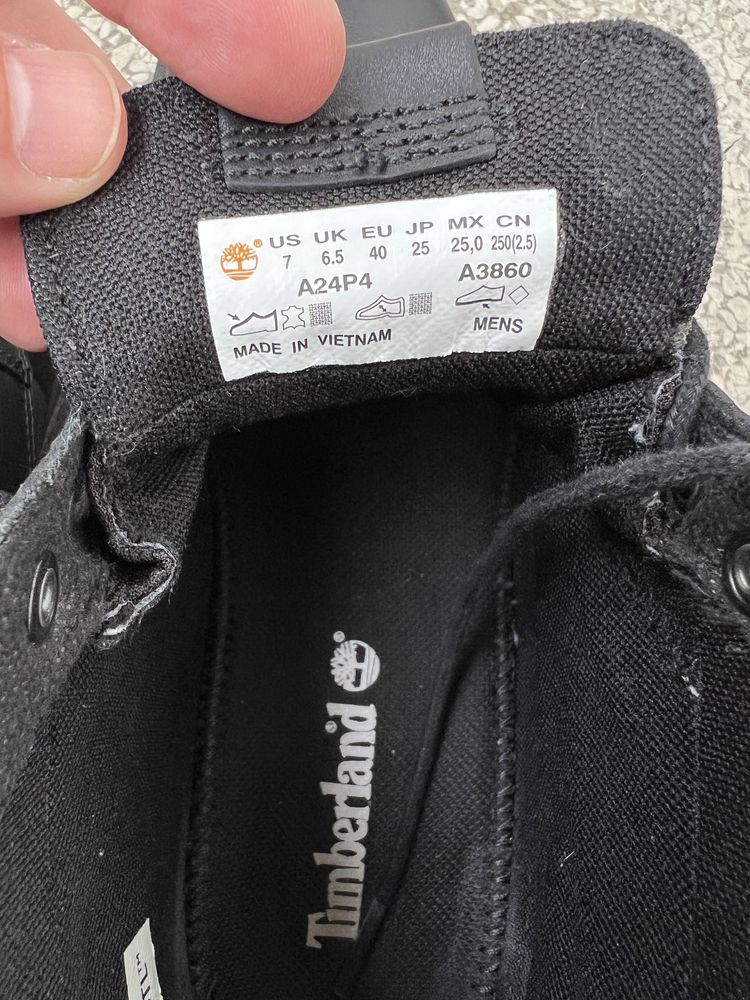 US UK EU JP MX CN
7 6.5 40 25 25,0 250(2.5)
A24P4 A3860
MADE IN VIETNAM MENS
Timberland®